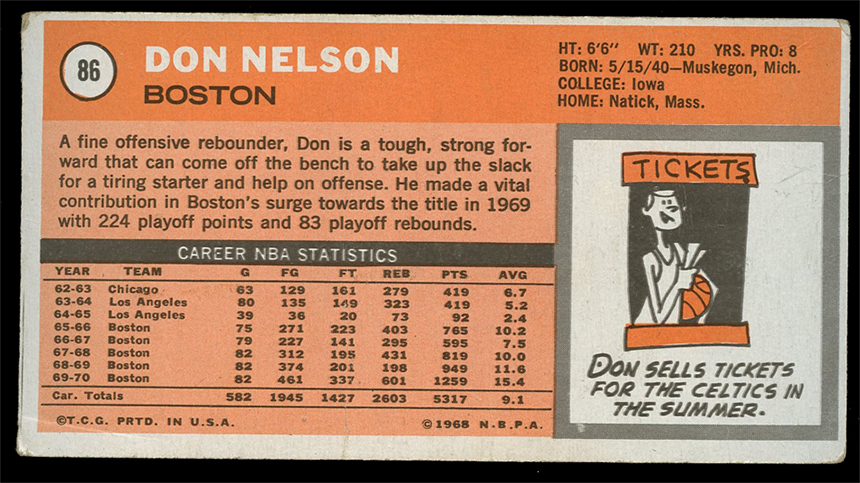 86
DON NELSON
BOSTON
HT: 6'6" WT: 210 YRS. PRO: 8
BORN: 5/15/40—Muskegon, Mich.
COLLEGE: Iowa
HOME: Natick, Mass.
A fine offensive rebounder, Don is a tough, strong for-
ward that can come off the bench to take up the slack
for a tiring starter and help on offense. He made a vital
contribution in Boston's surge towards the title in 1969
with 224 playoff points and 83 playoff rebounds.
CAREER NBA STATISTICS
YEAR TEAM G FG FT REB PTS AVG
62-63 Chicago 63 129 161 279 419 6.7
63-64 Los Angeles 80 135 149 323 419 5.2
64-65 Los Angeles 39 36 20 73 92 2.4
65-66 Boston 75 271 223 403 765 10.2
66-67 Boston 79 227 141 295 595 7.5
67-68 Boston 82 312 195 431 819 10.0
68-69 Boston 82 374 201 198 949 11.6
69-70 Boston 82 461 337 601 1259 15.4
Car. Totals 582 1945 1427 2603 5317 9.1
©T.C.G. PRTD. IN U.S.A. ©1968 N.B.P.A.
TICKETS
DON SELLS TICKETS
FOR THE CELTICS IN
THE SUMMER.